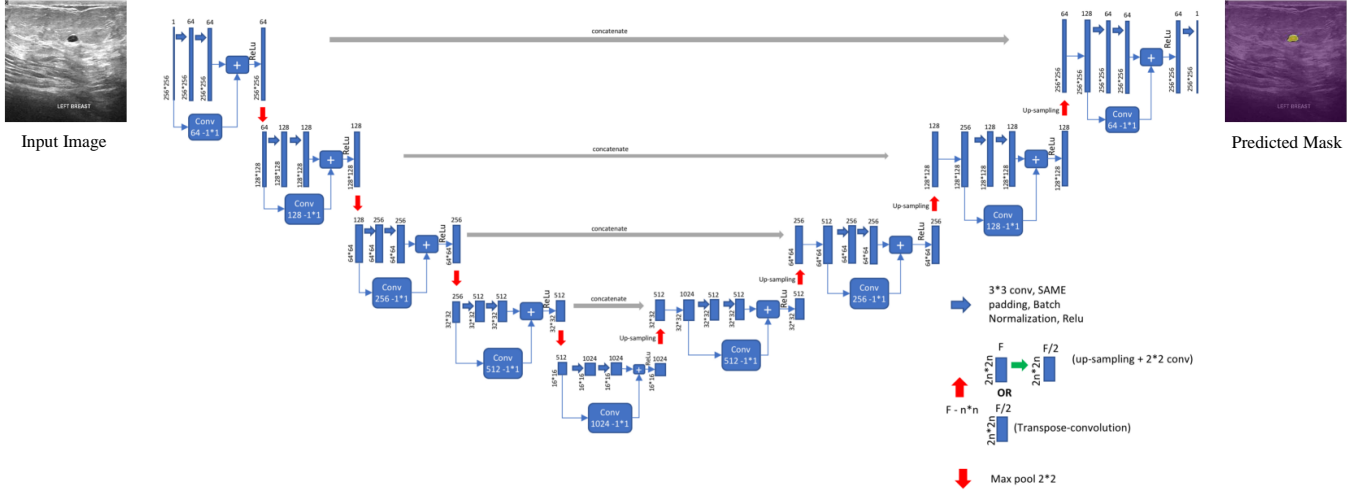 1 64 64 64
256*256 256*256 256*256 256*256
+ ReLu
Conv
64 -1*1
LEFT BREAST
Input Image
concatenate
64 128 64 64 64 1
256*256 256*256 256*256 256*256 256*256 256*256
+ ReLu
Conv
64 -1*1
Up-sampling
LEFT BREAST
Predicted Mask
64 128 128 128
128*128 128*128 128*128 128*128
+ ReLu
Conv
128 -1*1
concatenate
128 256 128 128 128
128*128 128*128 128*128 128*128 128*128
+ ReLu
Conv
128 -1*1
Up-sampling
128 256 256 256
64*64 64*64 64*64 64*64
+ ReLu
Conv
256 -1*1
concatenate
256 512 256 256 256
64*64 64*64 64*64 64*64 64*64
+ ReLu
Conv
256 -1*1
Up-sampling
256 512 512 512
32*32 32*32 32*32 32*32
+ ReLu
Conv
512 -1*1
concatenate
512 1024 512 512 512
32*32 32*32 32*32 32*32 32*32
+ ReLu
Conv
512 -1*1
Up-sampling
512 1024 1024 1024
16*16 16*16 16*16 16*16
+ ReLu
Conv
1024 -1*1
3*3 conv, SAME
padding, Batch
Normalization, Relu
F F/2
2n*2n 2n*2n
(up-sampling + 2*2 conv)
OR
F - n*n
F/2
2n*2n
(Transpose-convolution)
Max pool 2*2